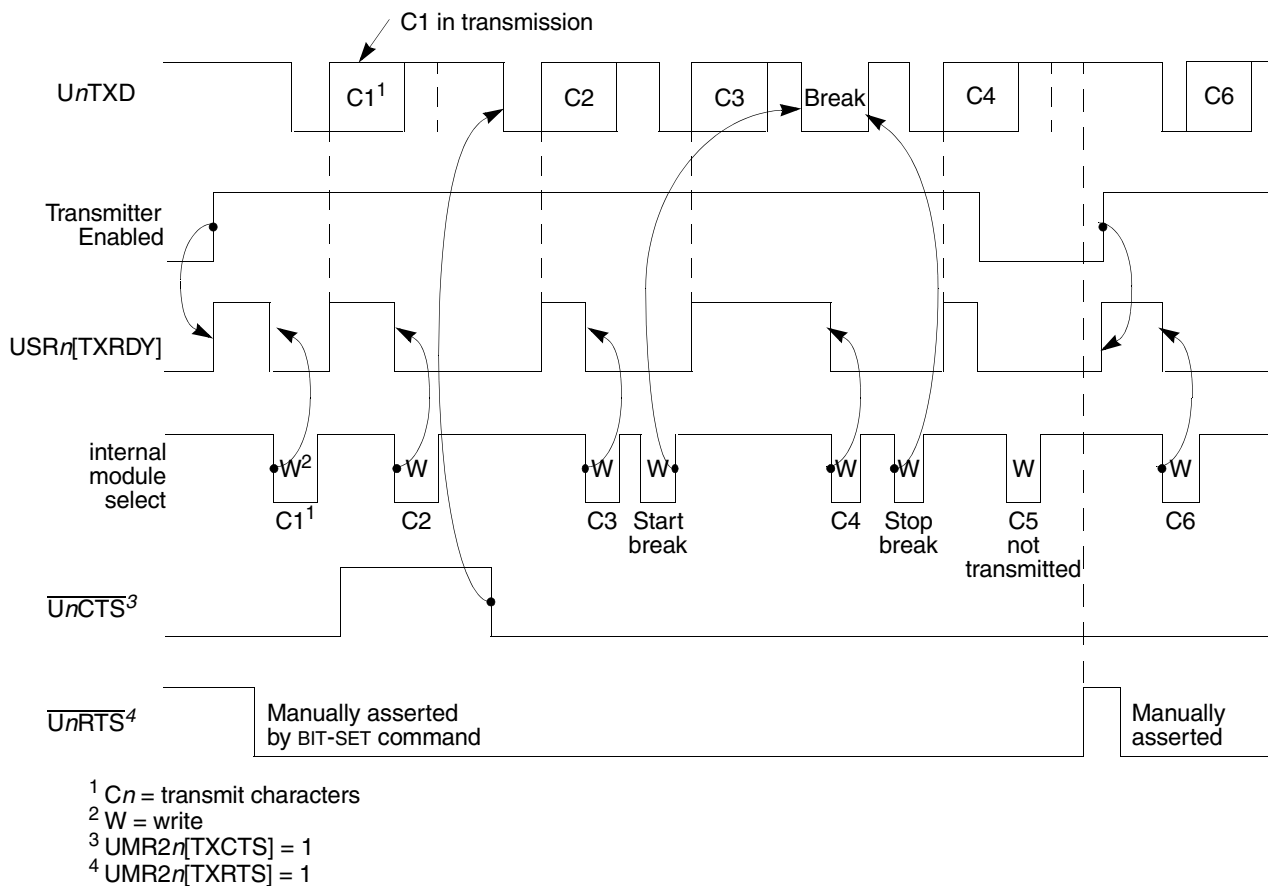 C1 in transmission
UnTXD
C1¹
C2
C3
Break
C4
C6
Transmitter
Enabled
USRn[TXRDY]
internal
module
select
W²
W
W
W
W
W
W
W
C1¹
C2
C3
Start
break
C4
Stop
break
C5
not
transmitted
C6
UnCTS³
UnRTS⁴
Manually asserted
by BIT-SET command
Manually
asserted
¹ Cn = transmit characters
² W = write
³ UMR2n[TXCTS] = 1
⁴ UMR2n[TXRTS] = 1